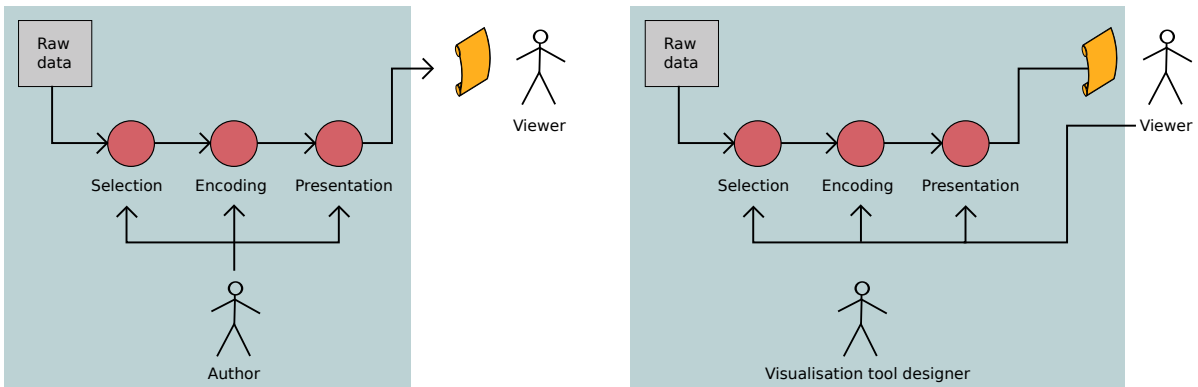 Raw
data
Viewer
Selection
Encoding
Presentation
Author
Raw
data
Viewer
Selection
Encoding
Presentation
Visualisation tool designer